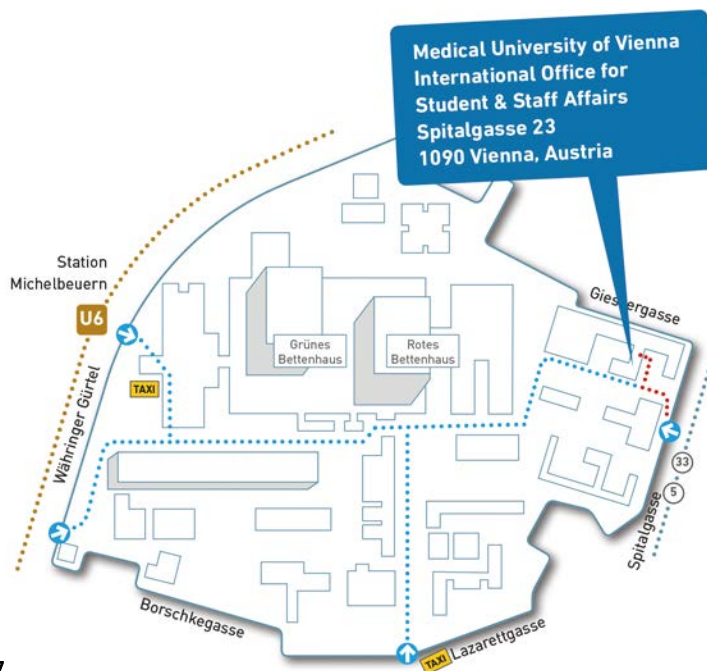 Medical University of Vienna
International Office for
Student & Staff Affairs
Spitalgasse 23
1090 Vienna, Austria
Station
Michelbeuern
U6
Giessergasse
Grünes
Bettenhaus
Rotes
Bettenhaus
TAXI
Währinger Gürtel
33
5
Spitalgasse
Borschkegasse
TAXI
Lazarettgasse